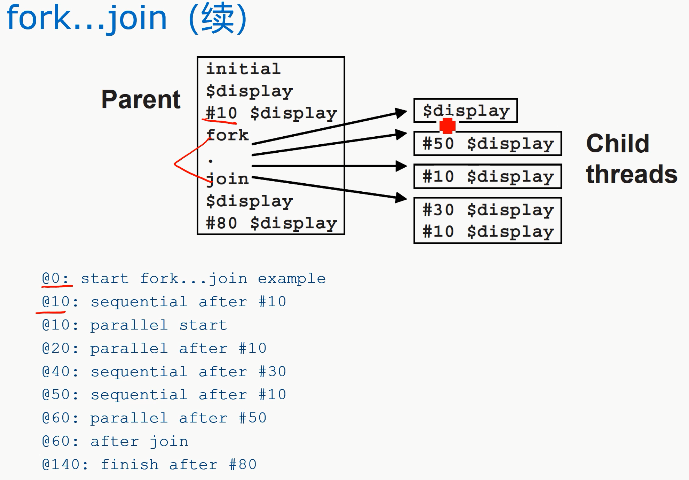 fork...join (续)
Parent
initial
$display
#10 $display
fork
.
join
$display
#80 $display
$display
#50 $display
#10 $display
#30 $display
#10 $display
Child
threads
@0: start fork...join example
@10: sequential after #10
@10: parallel start
@20: parallel after #10
@40: sequential after #30
@50: sequential after #10
@60: parallel after #50
@60: after join
@140: finish after #80